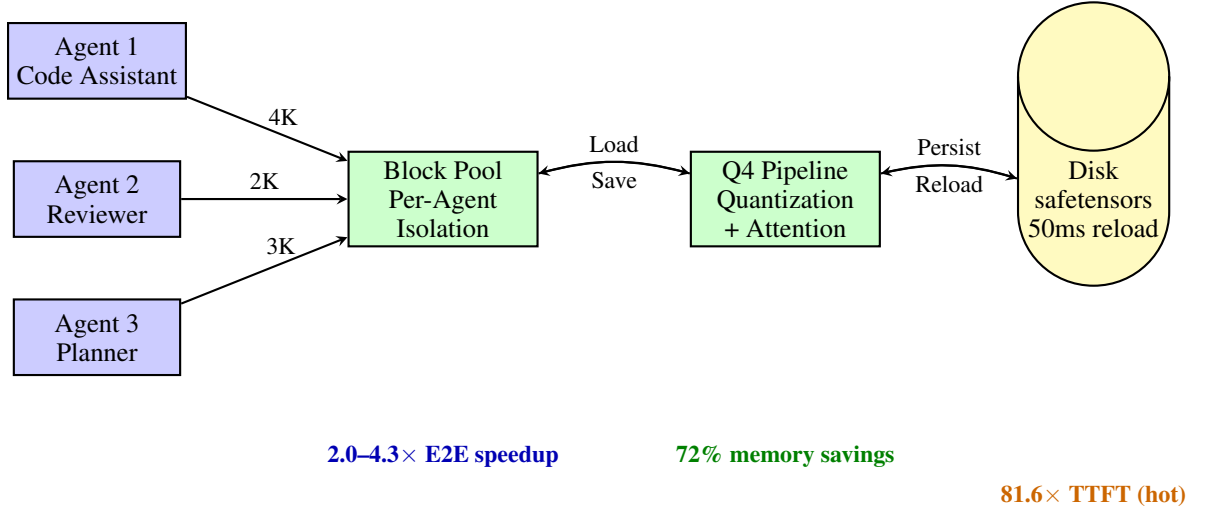 Agent 1
Code Assistant
4K
Agent 2
Reviewer
2K
Agent 3
Planner
3K
Block Pool
Per-Agent
Isolation
Load
Save
Q4 Pipeline
Quantization
+ Attention
Persist
Reload
Disk
safetensors
50ms reload
2.0–4.3× E2E speedup
72% memory savings
81.6× TTFT (hot)